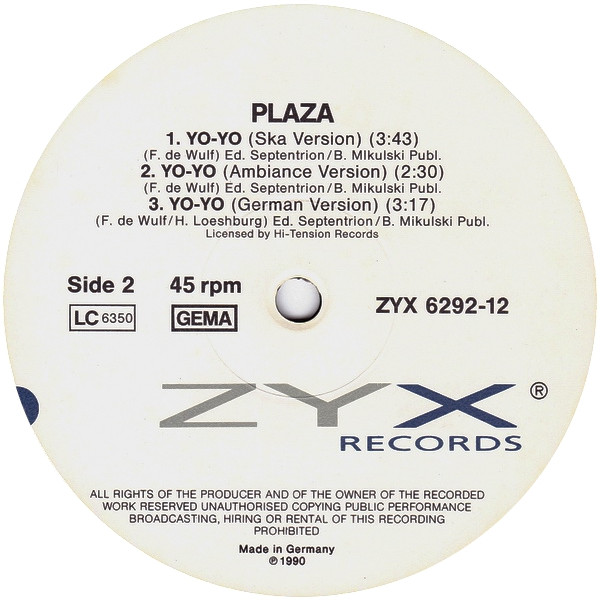 PLAZA
1. YO-YO (Ska Version) (3:43)
(F. de Wulf) Ed. Septentrion/B. Mikulski Publ.
2. YO-YO (Ambiance Version) (2:30)
(F. de Wulf) Ed. Septentrion/B. Mikulski Publ.
3. YO-YO (German Version) (3:17)
(F. de Wulf/H. Loeshburg) Ed. Septentrion/B. Mikulski Publ.
Licensed by Hi-Tension Records
Side 2 45 rpm ZYX 6292-12
LC 6350 GEMA
ZYX ®
RECORDS
ALL RIGHTS OF THE PRODUCER AND OF THE OWNER OF THE RECORDED
WORK RESERVED UNAUTHORISED COPYING PUBLIC PERFORMANCE
BROADCASTING, HIRING OR RENTAL OF THIS RECORDING
PROHIBITED
Made in Germany
℗ 1990